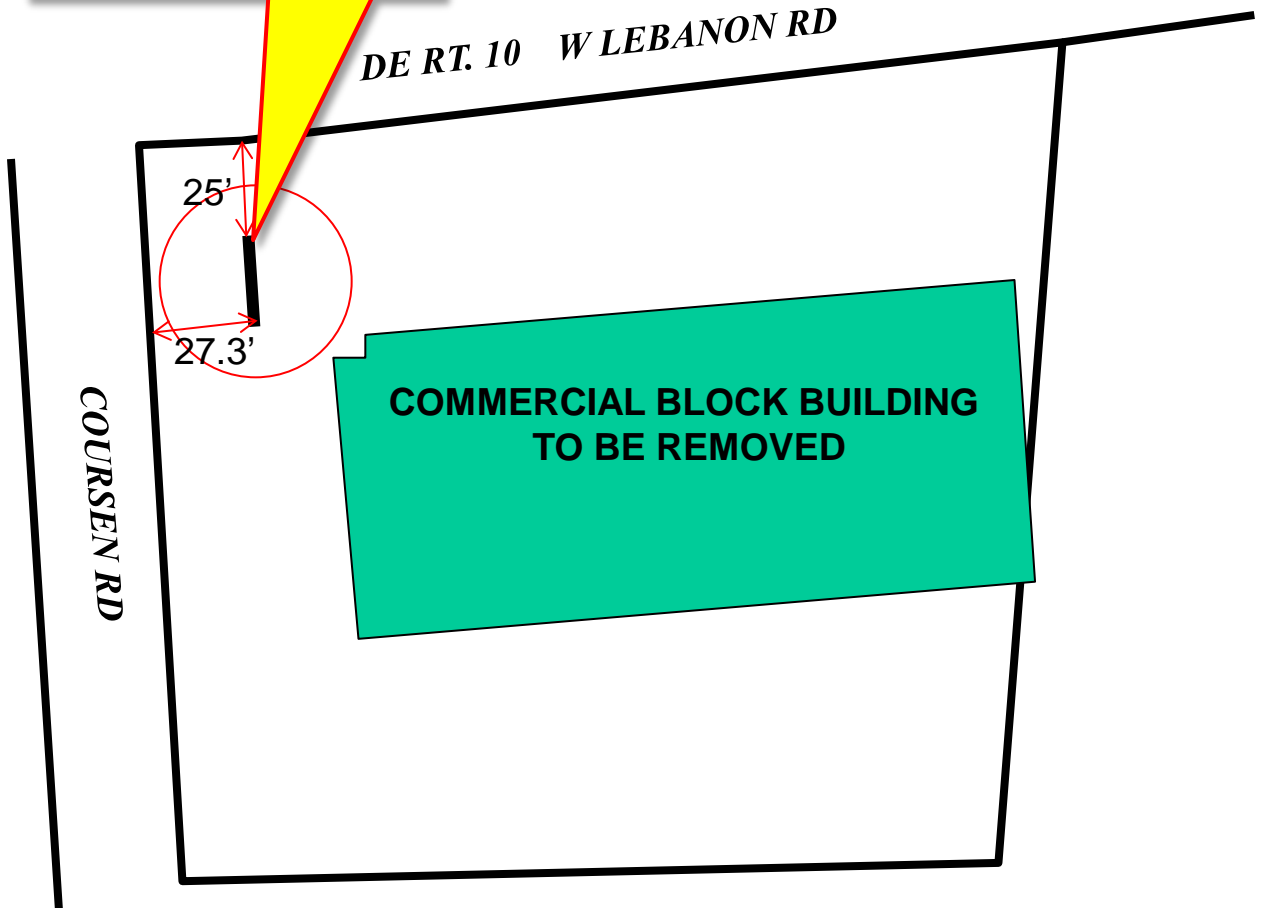 DE RT. 10 W LEBANON RD
25’
27.3’
COMMERCIAL BLOCK BUILDING
TO BE REMOVED
COURSEN RD